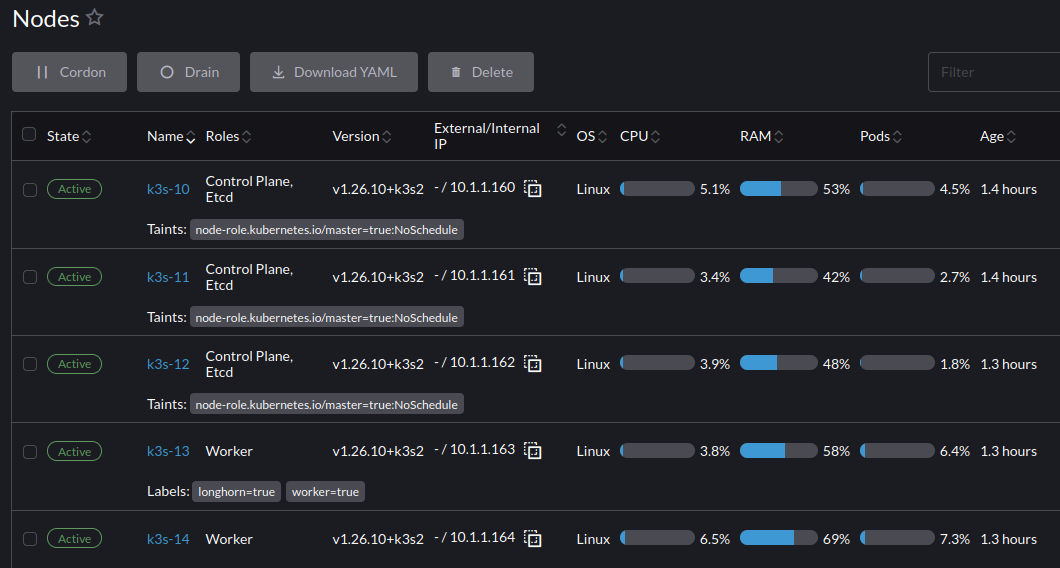 Nodes
Cordon Drain Download YAML Delete Filter
State Name Roles Version External/Internal IP OS CPU RAM Pods Age
Active k3s-10 Control Plane, Etcd v1.26.10+k3s2 - / 10.1.1.160 Linux 5.1% 53% 4.5% 1.4 hours
Taints: node-role.kubernetes.io/master=true:NoSchedule
Active k3s-11 Control Plane, Etcd v1.26.10+k3s2 - / 10.1.1.161 Linux 3.4% 42% 2.7% 1.4 hours
Taints: node-role.kubernetes.io/master=true:NoSchedule
Active k3s-12 Control Plane, Etcd v1.26.10+k3s2 - / 10.1.1.162 Linux 3.9% 48% 1.8% 1.3 hours
Taints: node-role.kubernetes.io/master=true:NoSchedule
Active k3s-13 Worker v1.26.10+k3s2 - / 10.1.1.163 Linux 3.8% 58% 6.4% 1.3 hours
Labels: longhorn=true worker=true
Active k3s-14 Worker v1.26.10+k3s2 - / 10.1.1.164 Linux 6.5% 69% 7.3% 1.3 hours